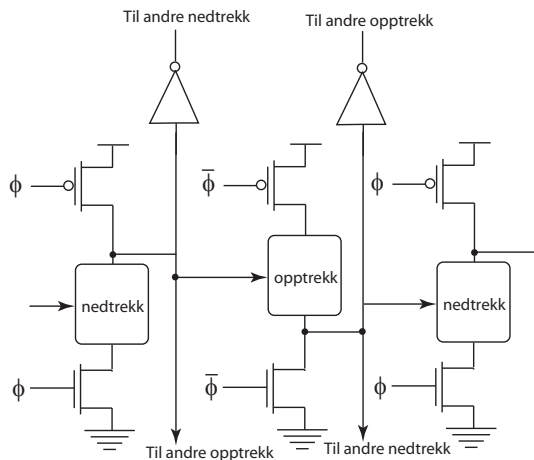 Til andre nedtrekk
Til andre opptrekk
ϕ
ϕ̅
ϕ
nedtrekk
opptrekk
nedtrekk
ϕ
ϕ̅
ϕ
Til andre opptrekk
Til andre nedtrekk